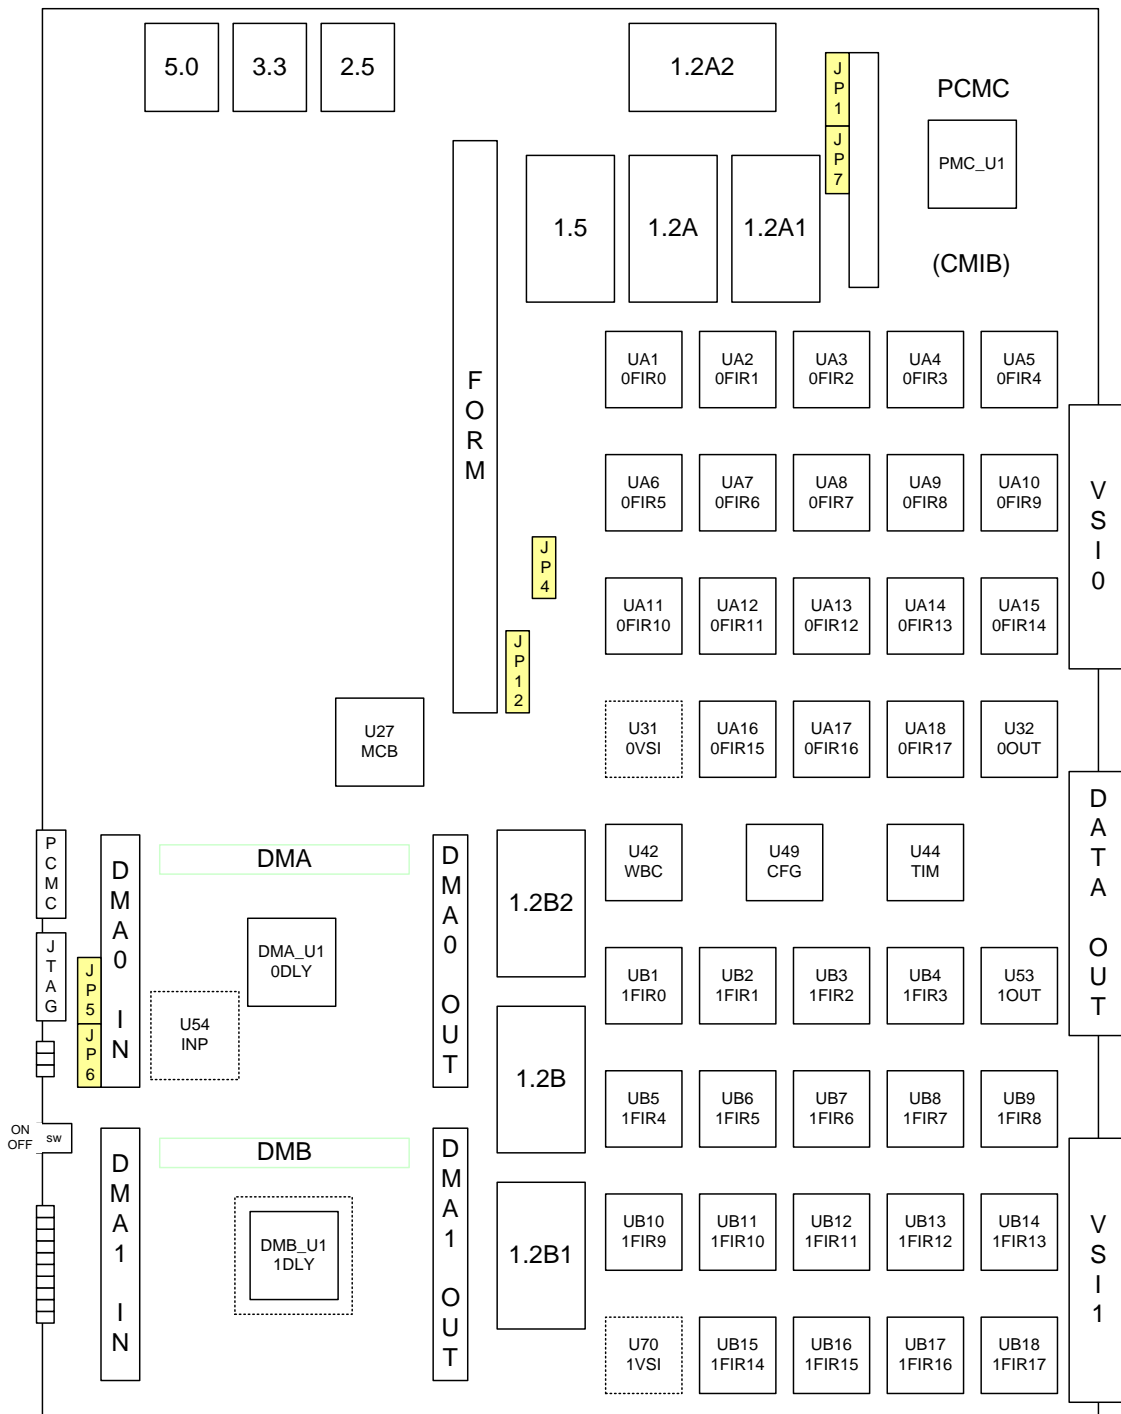 5.0
3.3
2.5
1.2A2
JP1
PCMC
JP7
PMC_U1
1.5
1.2A
1.2A1
(CMIB)
FORM
UA1
0FIR0
UA2
0FIR1
UA3
0FIR2
UA4
0FIR3
UA5
0FIR4
VSI0
UA6
0FIR5
UA7
0FIR6
UA8
0FIR7
UA9
0FIR8
UA10
0FIR9
JP4
UA11
0FIR10
UA12
0FIR11
UA13
0FIR12
UA14
0FIR13
UA15
0FIR14
JP12
U27
MCB
U31
0VSI
UA16
0FIR15
UA17
0FIR16
UA18
0FIR17
U32
0OUT
DATA OUT
PCMC
DMA0 IN
DMA
DMA0 OUT
1.2B2
U42
WBC
U49
CFG
U44
TIM
JTAG
JP5
JP6
DMA_U1
0DLY
U54
INP
UB1
1FIR0
UB2
1FIR1
UB3
1FIR2
UB4
1FIR3
U53
1OUT
1.2B
UB5
1FIR4
UB6
1FIR5
UB7
1FIR6
UB8
1FIR7
UB9
1FIR8
ON
OFF
sw
DMA1 IN
DMB
DMA1 OUT
VSI1
DMB_U1
1DLY
1.2B1
UB10
1FIR9
UB11
1FIR10
UB12
1FIR11
UB13
1FIR12
UB14
1FIR13
U70
1VSI
UB15
1FIR14
UB16
1FIR15
UB17
1FIR16
UB18
1FIR17